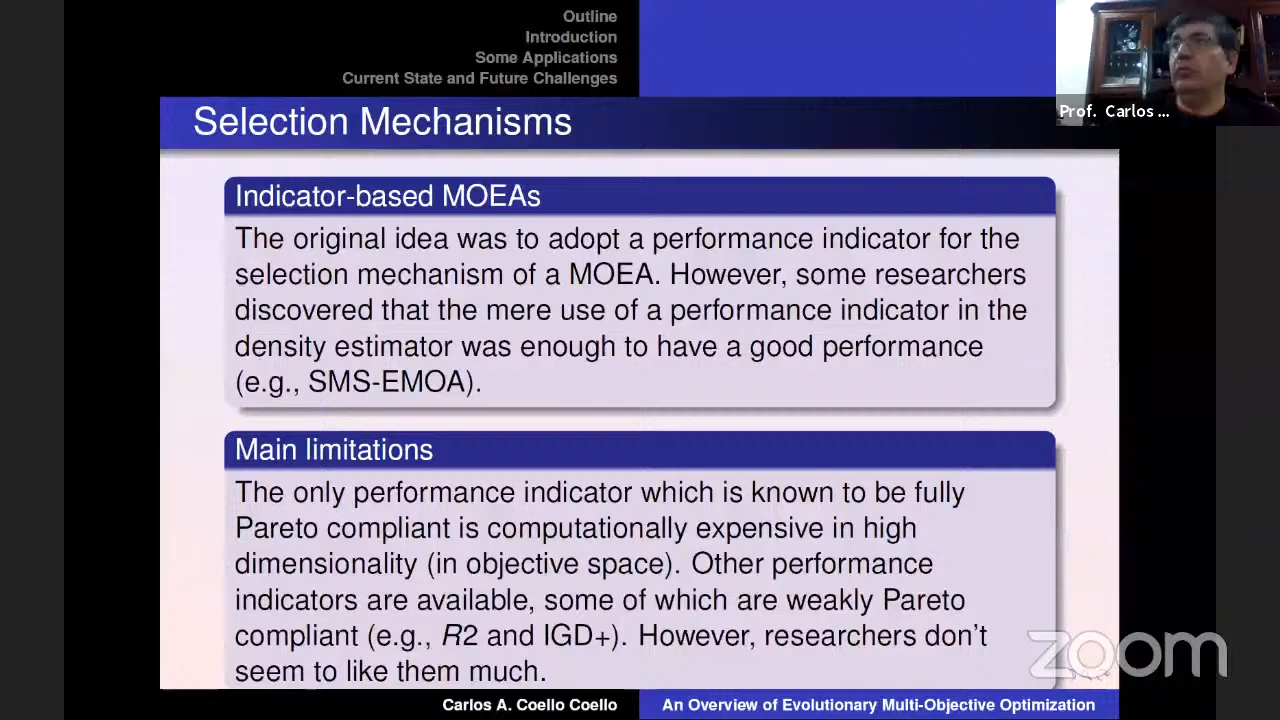 Outline
Introduction
Some Applications
Current State and Future Challenges
Selection Mechanisms
Prof. Carlos ...
Indicator-based MOEAs
The original idea was to adopt a performance indicator for the
selection mechanism of a MOEA. However, some researchers
discovered that the mere use of a performance indicator in the
density estimator was enough to have a good performance
(e.g., SMS-EMOA).
Main limitations
The only performance indicator which is known to be fully
Pareto compliant is computationally expensive in high
dimensionality (in objective space). Other performance
indicators are available, some of which are weakly Pareto
compliant (e.g., R2 and IGD+). However, researchers don't
seem to like them much.
zoom
Carlos A. Coello Coello
An Overview of Evolutionary Multi-Objective Optimization